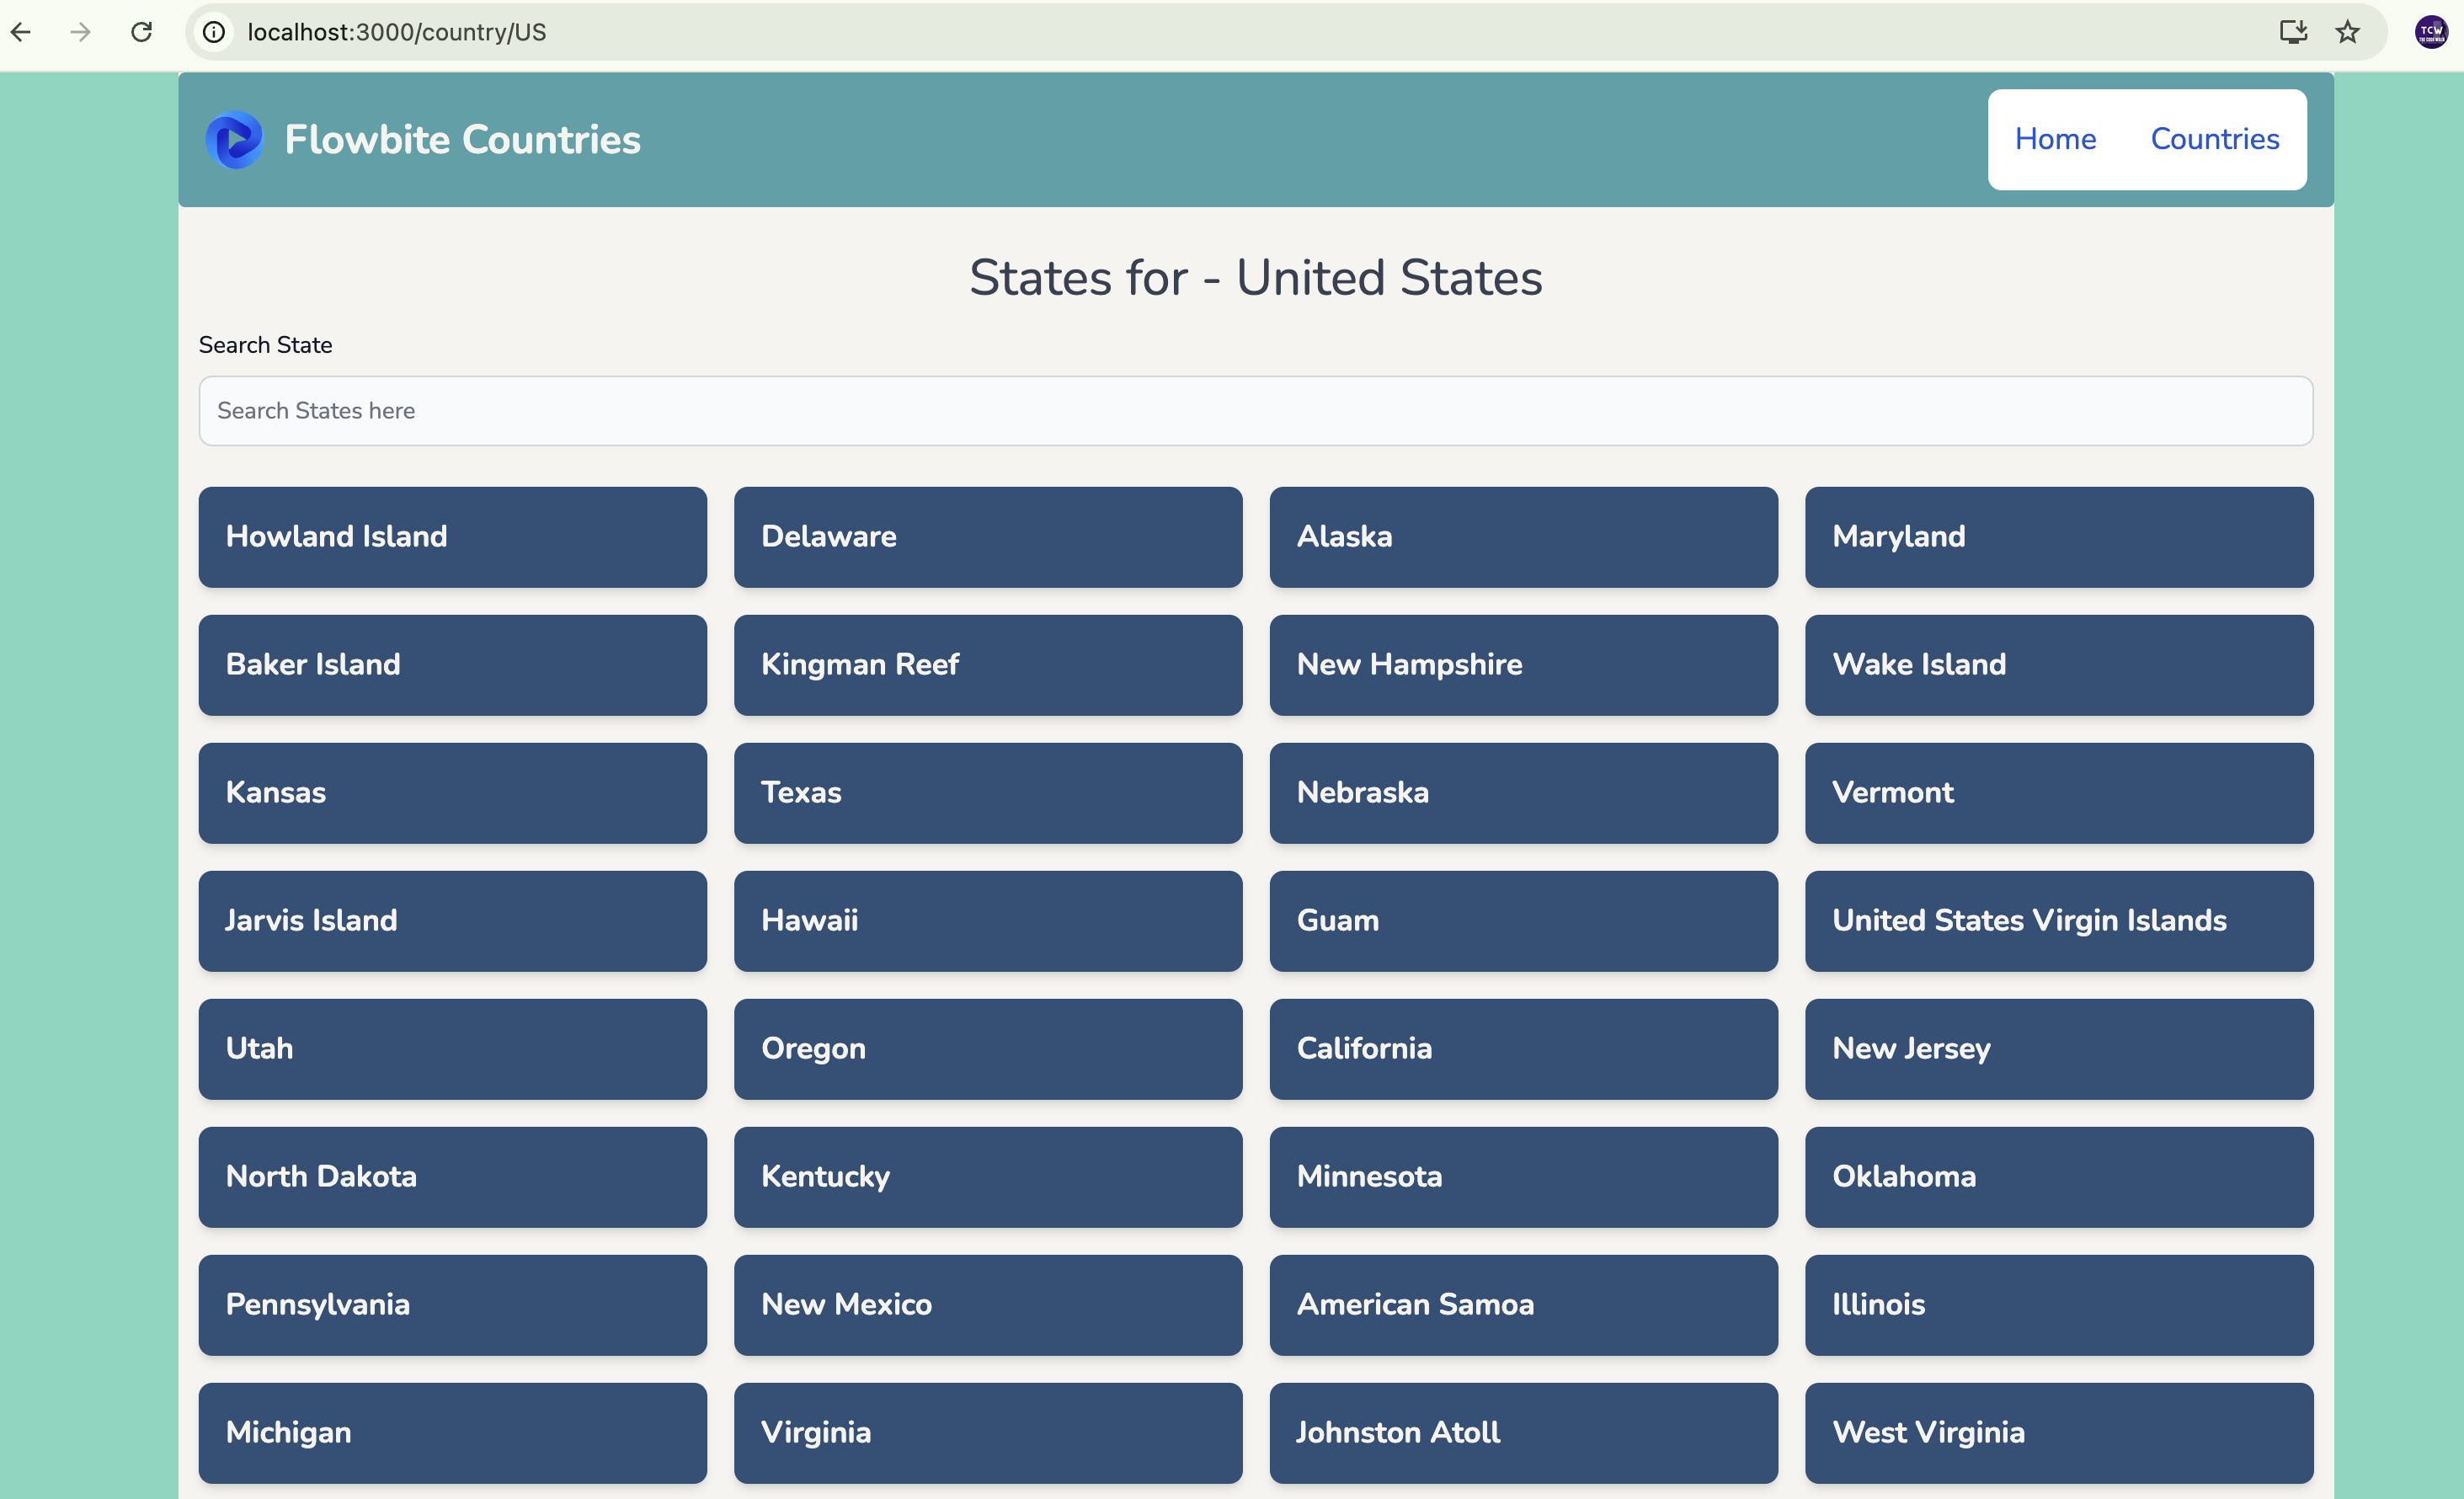 localhost:3000/country/US
TCW
Flowbite Countries
Home
Countries
States for - United States
Search State
Search States here
Howland Island
Delaware
Alaska
Maryland
Baker Island
Kingman Reef
New Hampshire
Wake Island
Kansas
Texas
Nebraska
Vermont
Jarvis Island
Hawaii
Guam
United States Virgin Islands
Utah
Oregon
California
New Jersey
North Dakota
Kentucky
Minnesota
Oklahoma
Pennsylvania
New Mexico
American Samoa
Illinois
Michigan
Virginia
Johnston Atoll
West Virginia